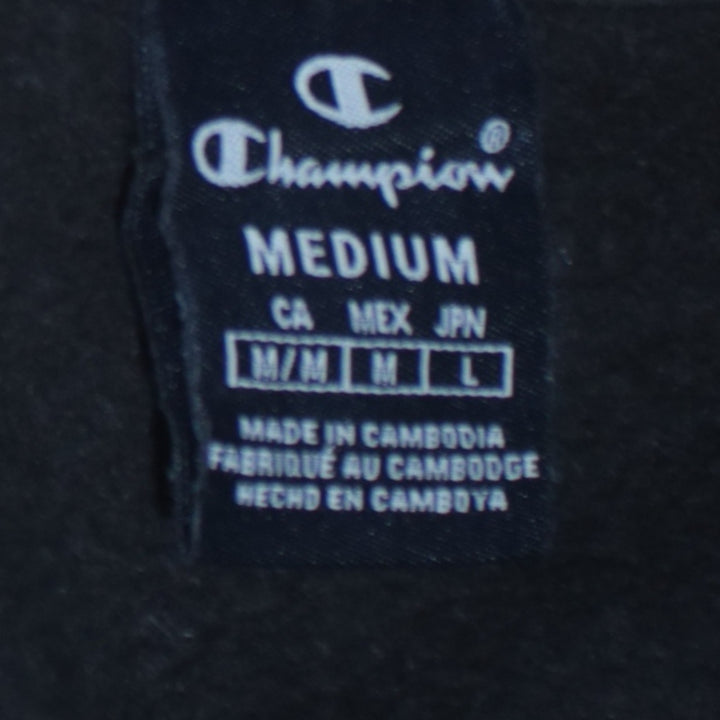 Champion®
MEDIUM
CA MEX JPN
M/M M L
MADE IN CAMBODIA
FABRIQUÉ AU CAMBODGE
HECHO EN CAMBOYA